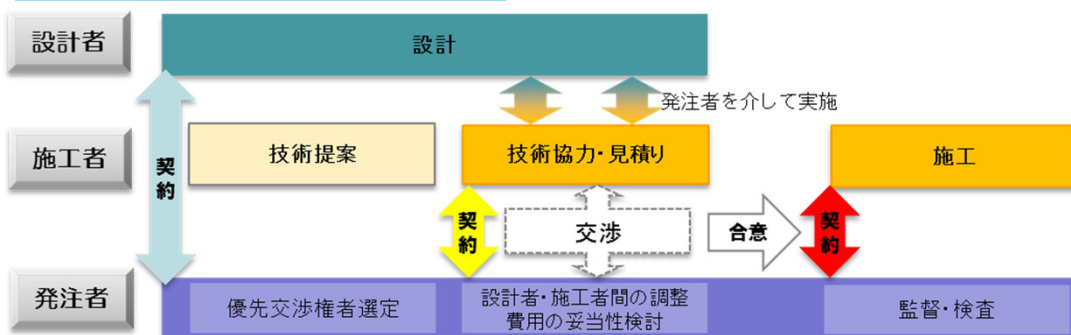 設計者
設計
発注者を介して実施
施工者
技術提案
技術協力・見積り
施工
契約
契約
交渉
合意
契約
発注者
優先交渉権者選定
設計者・施工者間の調整
費用の妥当性検討
監督・検査